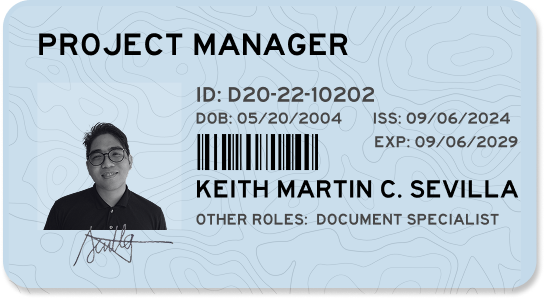 PROJECT MANAGER
ID: D20-22-10202
DOB: 05/20/2004 ISS: 09/06/2024
EXP: 09/06/2029
KEITH MARTIN C. SEVILLA
OTHER ROLES: DOCUMENT SPECIALIST
Sevilla